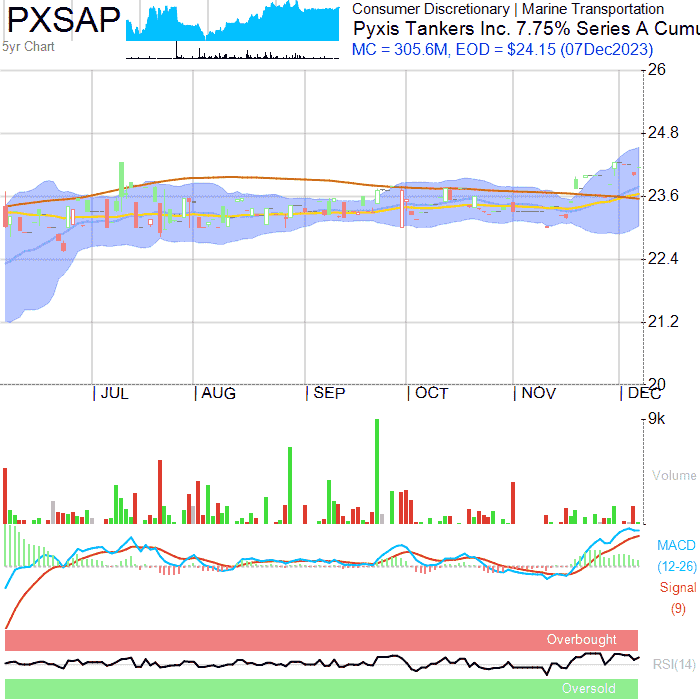 PXSAP
5yr Chart
Consumer Discretionary | Marine Transportation
Pyxis Tankers Inc. 7.75% Series A Cumu
MC = 305.6M, EOD = $24.15 (07Dec2023)
26
24.8
23.6
22.4
21.2
20
JUL AUG SEP OCT NOV DEC
9k
Volume
MACD
(12-26)
Signal
(9)
Overbought
RSI(14)
Oversold